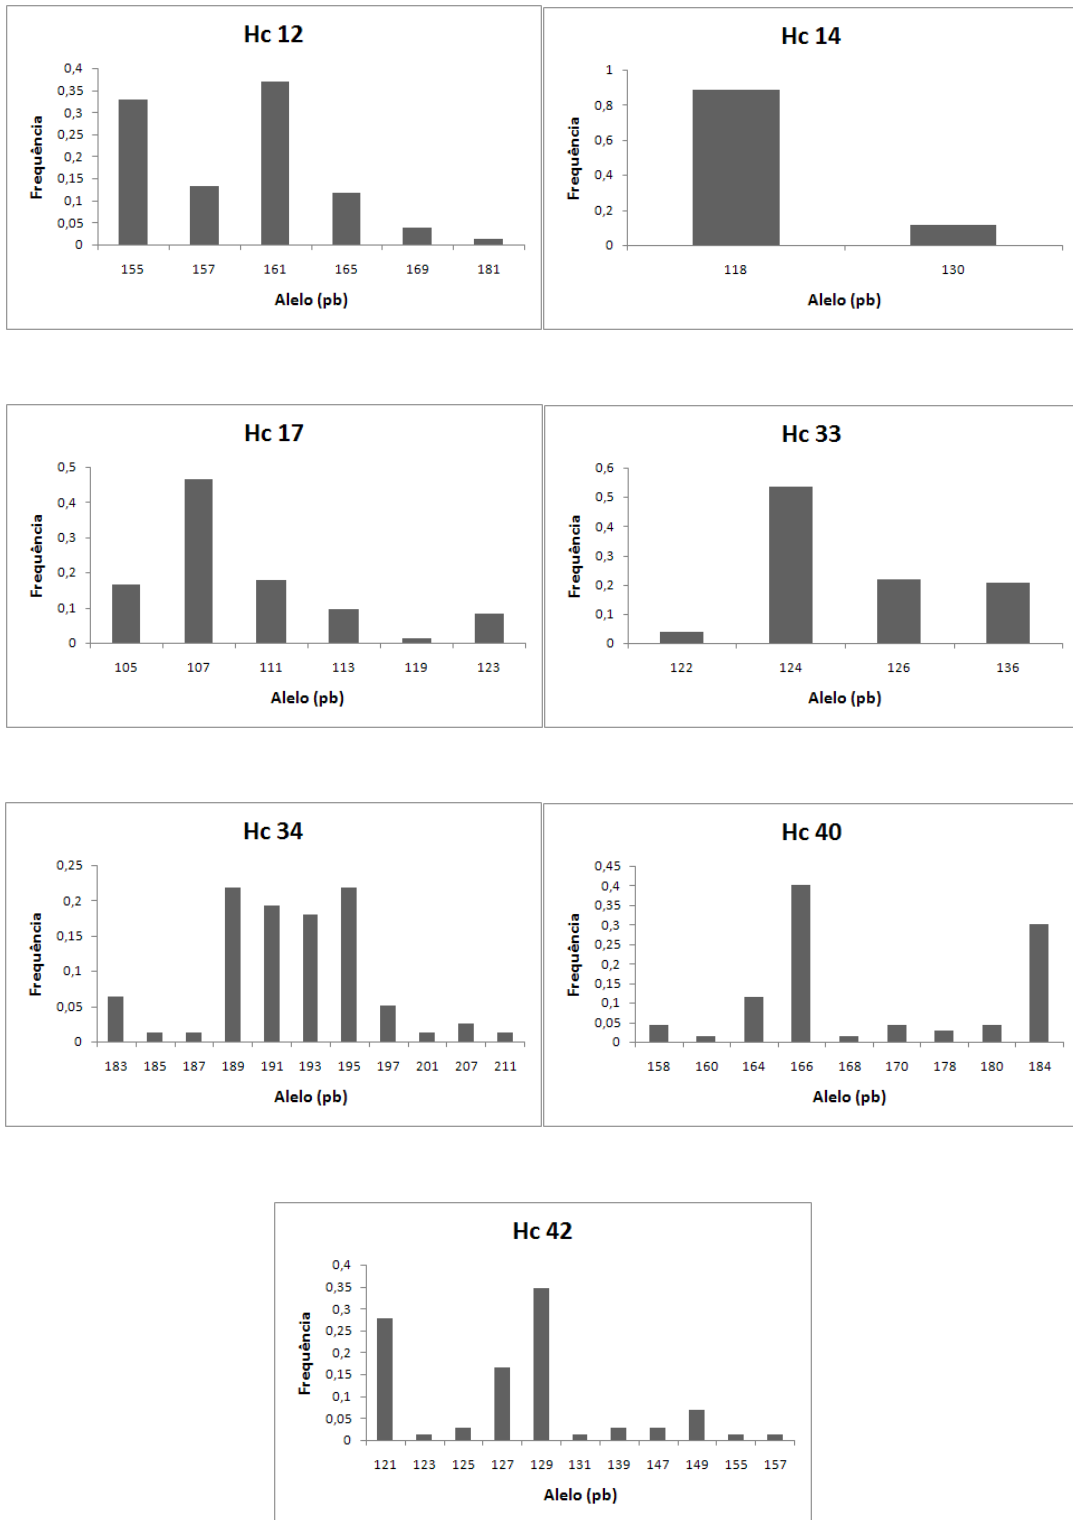 Hc 12
Frequência
0,4
0,35
0,3
0,25
0,2
0,15
0,1
0,05
0
155 157 161 165 169 181
Alelo (pb)
Hc 14
Frequência
1
0,8
0,6
0,4
0,2
0
118 130
Alelo (pb)
Hc 17
Frequência
0,5
0,4
0,3
0,2
0,1
0
105 107 111 113 119 123
Alelo (pb)
Hc 33
Frequência
0,6
0,5
0,4
0,3
0,2
0,1
0
122 124 126 136
Alelo (pb)
Hc 34
Frequência
0,25
0,2
0,15
0,1
0,05
0
183 185 187 189 191 193 195 197 201 207 211
Alelo (pb)
Hc 40
Frequência
0,45
0,4
0,35
0,3
0,25
0,2
0,15
0,1
0,05
0
158 160 164 166 168 170 178 180 184
Alelo (pb)
Hc 42
Frequência
0,4
0,35
0,3
0,25
0,2
0,15
0,1
0,05
0
121 123 125 127 129 131 139 147 149 155 157
Alelo (pb)